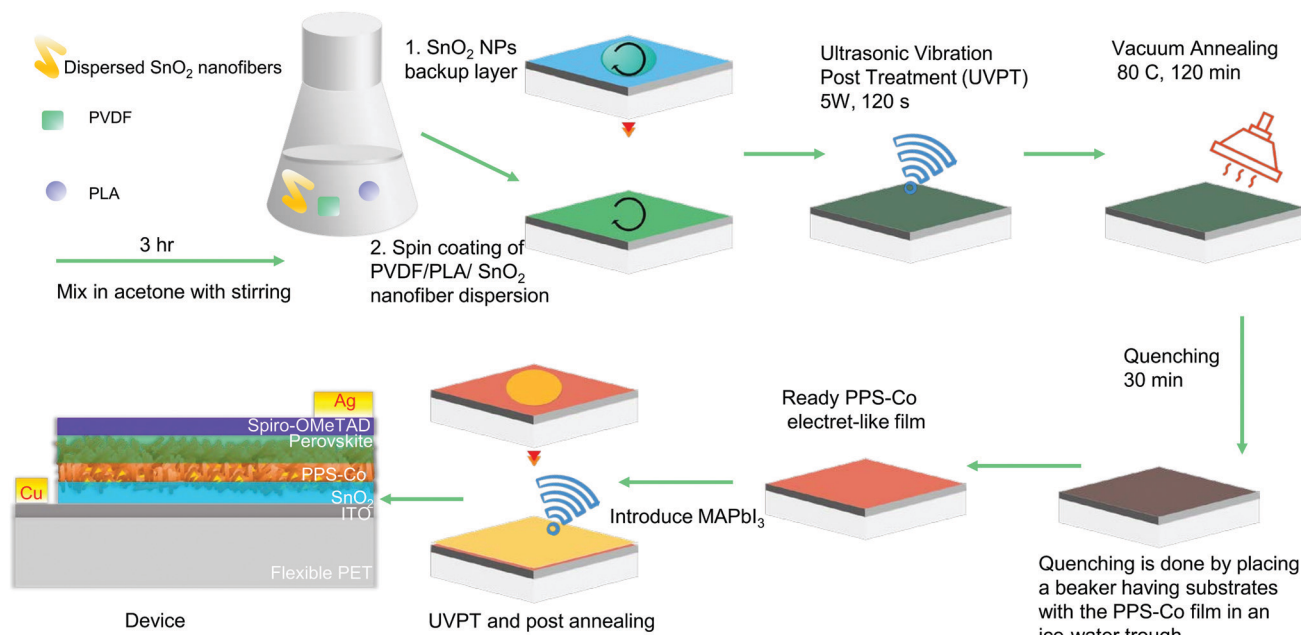 Dispersed SnO₂ nanofibers
PVDF
PLA
3 hr
Mix in acetone with stirring
1. SnO₂ NPs
backup layer
2. Spin coating of
PVDF/PLA/ SnO₂
nanofiber dispersion
Ultrasonic Vibration
Post Treatment (UVPT)
5W, 120 s
Vacuum Annealing
80 C, 120 min
Quenching
30 min
Quenching is done by placing
a beaker having substrates
with the PPS-Co film in an
ice-water trough
Ready PPS-Co
electret-like film
Introduce MAPbI₃
UVPT and post annealing
Ag
Spiro-OMeTAD
Perovskite
PPS-Co
Cu
SnO₂
ITO
Flexible PET
Device